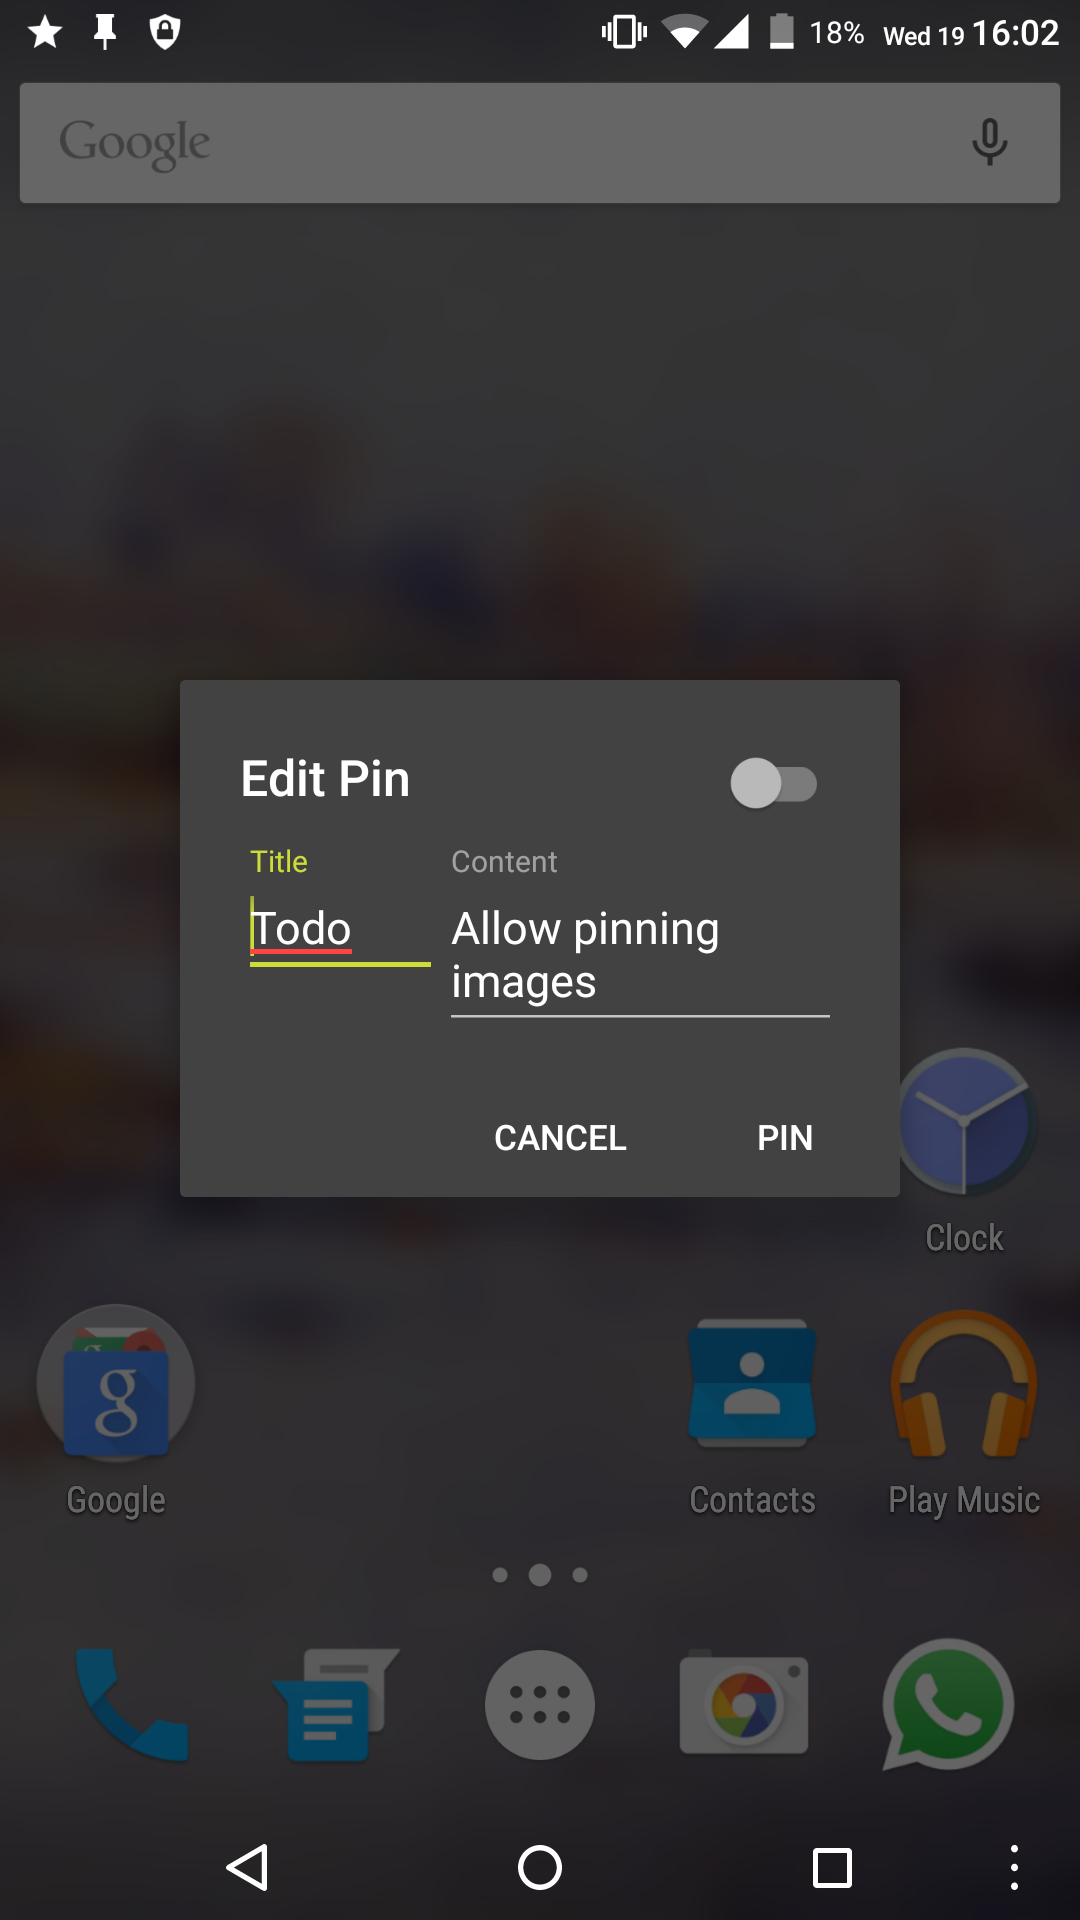 18% Wed 19 16:02
Google
Edit Pin
Title Content
Todo Allow pinning
images
CANCEL PIN
Clock
g
Google Contacts Play Music